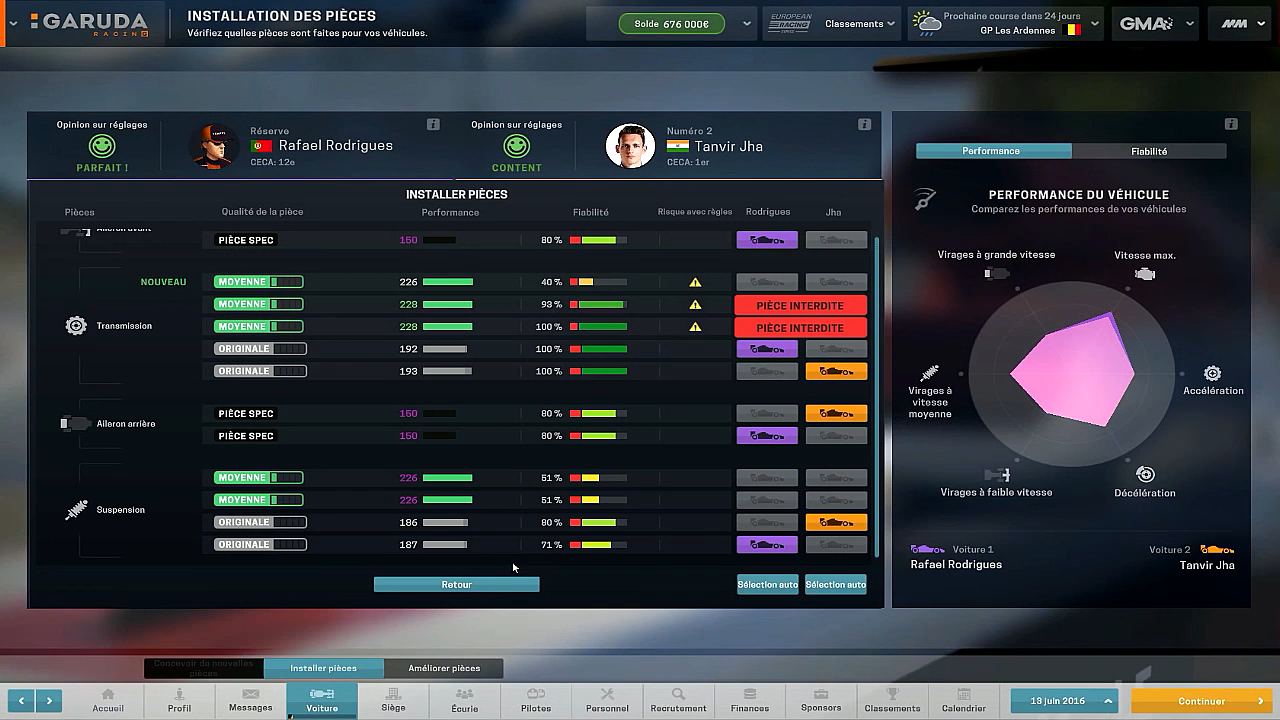 GARUDA
RACING
INSTALLATION DES PIÈCES
Vérifiez quelles pièces sont faites pour vos véhicules.
Solde 676 000€
EUROPEAN
RACING
Classements
Prochaine course dans 24 jours
GP Les Ardennes
GMA
Opinion sur réglages
PARFAIT !
Réserve
Rafael Rodrigues
CECA: 12e
Opinion sur réglages
CONTENT
Numéro 2
Tanvir Jha
CECA: 1er
INSTALLER PIÈCES
Pièces
Qualité de la pièce
Performance
Fiabilité
Risque avec règles
Rodrigues
Jha
Aileron avant
PIÈCE SPEC 150 80 %
NOUVEAU MOYENNE 226 40 %
MOYENNE 228 93 % PIÈCE INTERDITE
Transmission
MOYENNE 228 100 % PIÈCE INTERDITE
ORIGINALE 192 100 %
ORIGINALE 193 100 %
PIÈCE SPEC 150 80 %
Aileron arrière
PIÈCE SPEC 150 80 %
MOYENNE 226 51 %
MOYENNE 226 51 %
Suspension
ORIGINALE 186 80 %
ORIGINALE 187 71 %
Retour
Sélection auto
Sélection auto
Performance
Fiabilité
PERFORMANCE DU VÉHICULE
Comparez les performances de vos véhicules
Virages à grande vitesse
Vitesse max.
Virages à
vitesse
moyenne
Accélération
Virages à faible vitesse
Décélération
Voiture 1
Rafael Rodrigues
Voiture 2
Tanvir Jha
Concevoir de nouvelles
pièces
Installer pièces
Améliorer pièces
Accueil
Profil
Messages
Voiture
Siège
Écurie
Pilotes
Personnel
Recrutement
Finances
Sponsors
Classements
Calendrier
13 juin 2016
Continuer